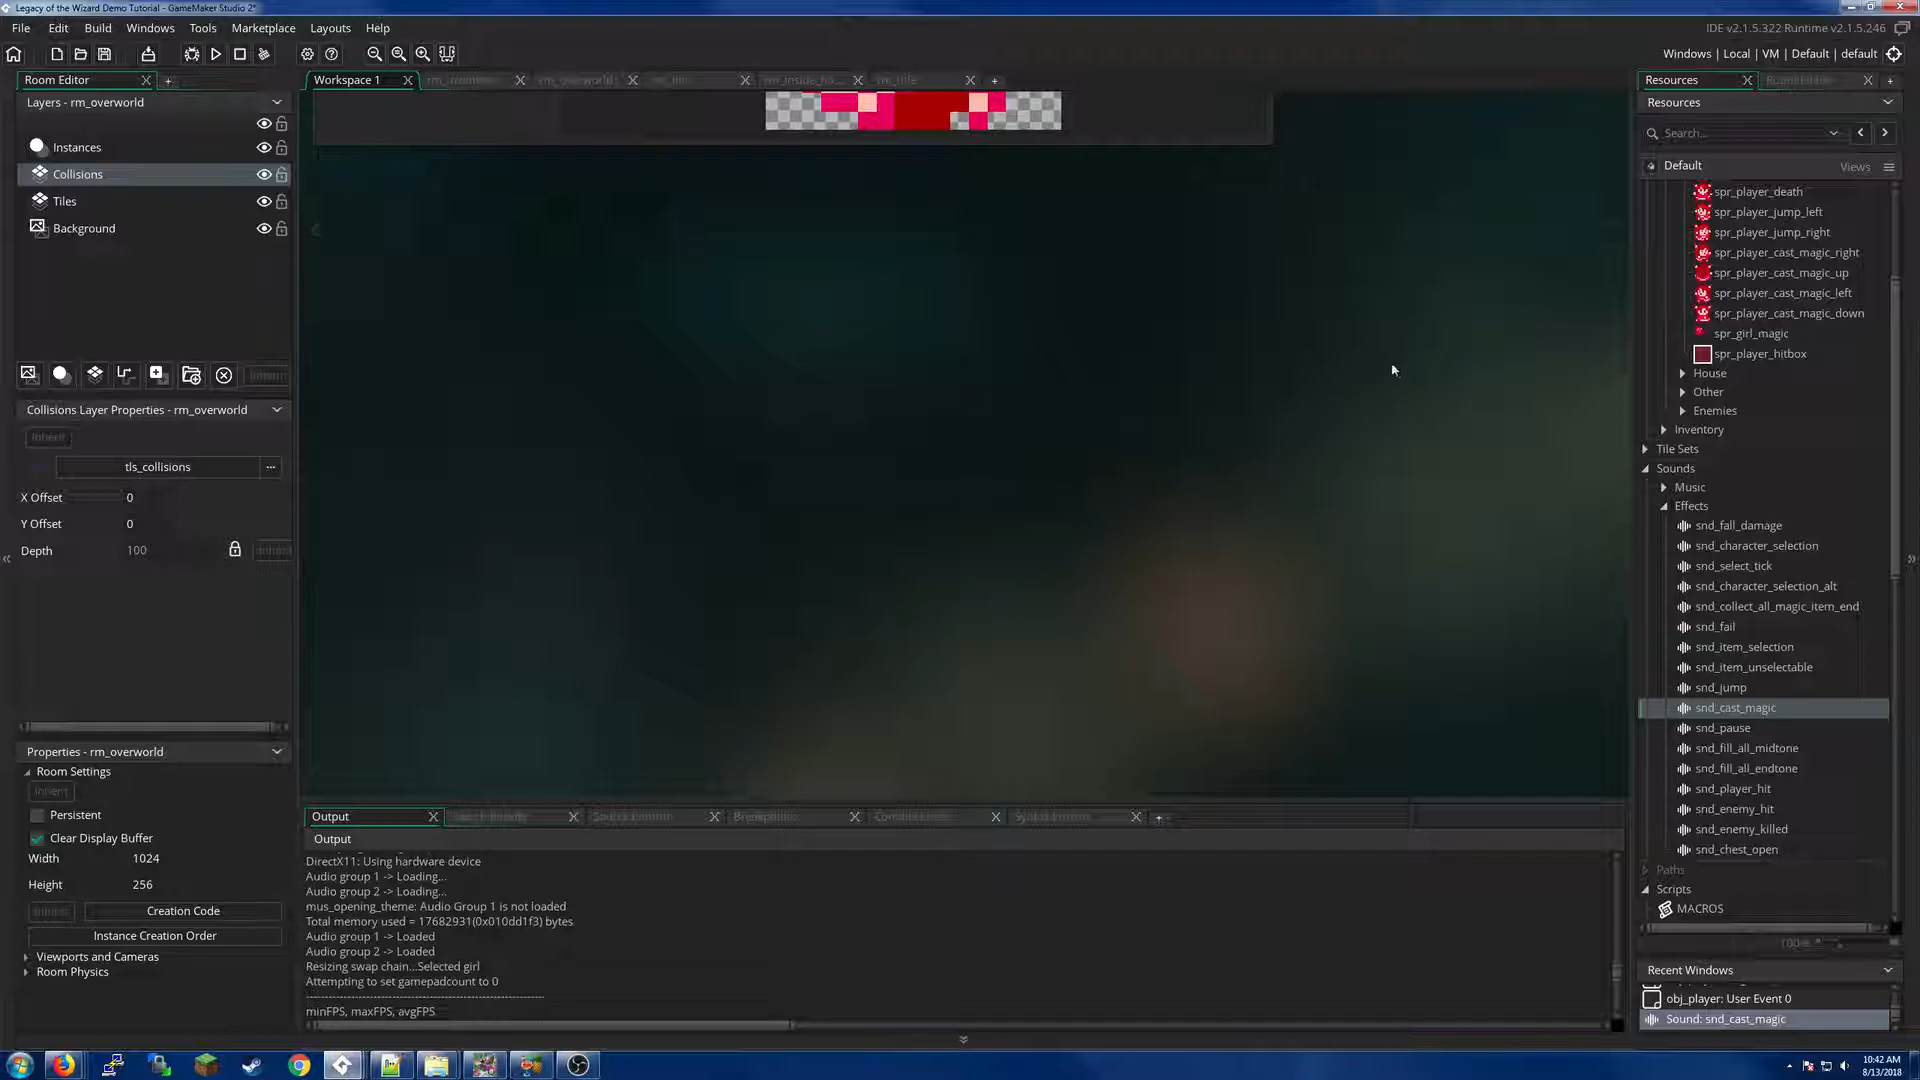 Legacy of the Wizard Demo Tutorial - GameMaker Studio 2*
File Edit Build Windows Tools Marketplace Layouts Help
IDE v2.1.5.322 Runtime v2.1.5.246
Windows | Local | VM | Default | default
Room Editor
Workspace 1
rm_overworld
rm_title
Resources
Layers - rm_overworld
Resources
Search...
Instances
Collisions
Tiles
Background
Default
Views
spr_player_death
spr_player_jump_left
spr_player_jump_right
spr_player_cast_magic_right
spr_player_cast_magic_up
spr_player_cast_magic_left
spr_player_cast_magic_down
spr_girl_magic
spr_player_hitbox
House
Other
Enemies
Inventory
Tile Sets
Sounds
Music
Effects
snd_fall_damage
snd_character_selection
snd_select_tick
snd_character_selection_alt
snd_collect_all_magic_item_end
snd_fail
snd_item_selection
snd_item_unselectable
snd_jump
snd_cast_magic
snd_pause
snd_fill_all_midtone
snd_fill_all_endtone
snd_player_hit
snd_enemy_hit
snd_enemy_killed
snd_chest_open
Paths
Scripts
MACROS
Collisions Layer Properties - rm_overworld
Inherit
tls_collisions
...
X Offset 0
Y Offset 0
Depth 100
Properties - rm_overworld
Room Settings
Inherit
Persistent
Clear Display Buffer
Width 1024
Height 256
Creation Code
Instance Creation Order
Viewports and Cameras
Room Physics
Output
Output
DirectX11: Using hardware device
Audio group 1 -> Loading...
Audio group 2 -> Loading...
mus_opening_theme: Audio Group 1 is not loaded
Total memory used = 17682931(0x010dd1f3) bytes
Audio group 1 -> Loaded
Audio group 2 -> Loaded
Resizing swap chain...Selected girl
Attempting to set gamepadcount to 0
minFPS, maxFPS, avgFPS
Recent Windows
obj_player: User Event 0
Sound: snd_cast_magic
10:42 AM
8/13/2018